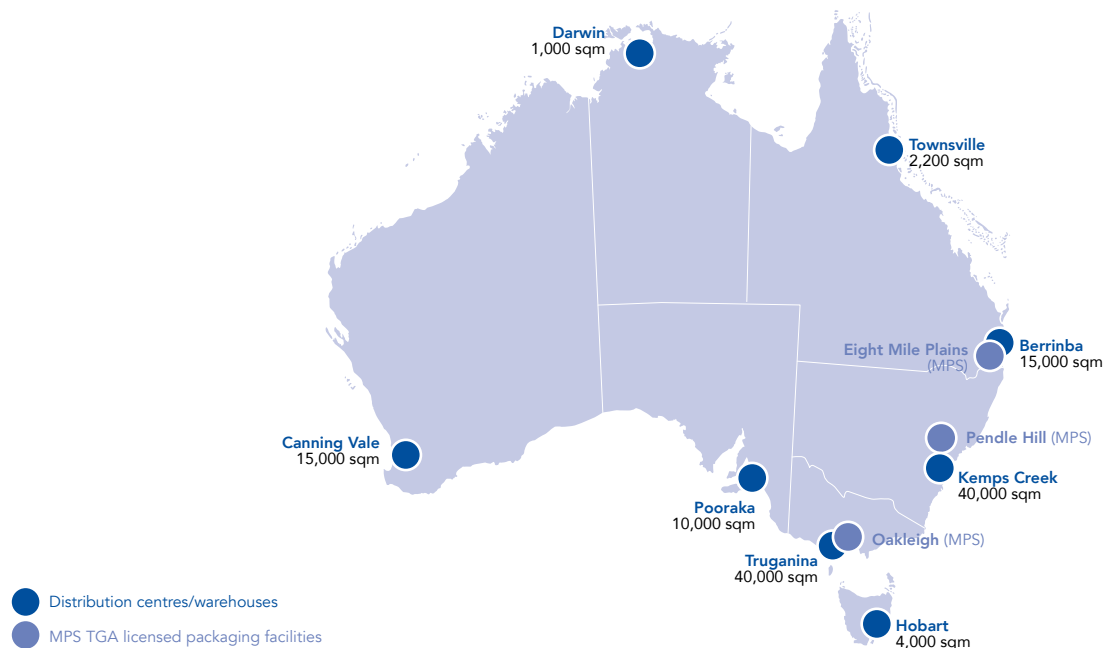 Darwin
1,000 sqm
Townsville
2,200 sqm
Eight Mile Plains
(MPS)
Berrinba
15,000 sqm
Canning Vale
15,000 sqm
Pendle Hill (MPS)
Kemps Creek
40,000 sqm
Pooraka
10,000 sqm
Oakleigh (MPS)
Truganina
40,000 sqm
Distribution centres/warehouses
MPS TGA licensed packaging facilities
Hobart
4,000 sqm